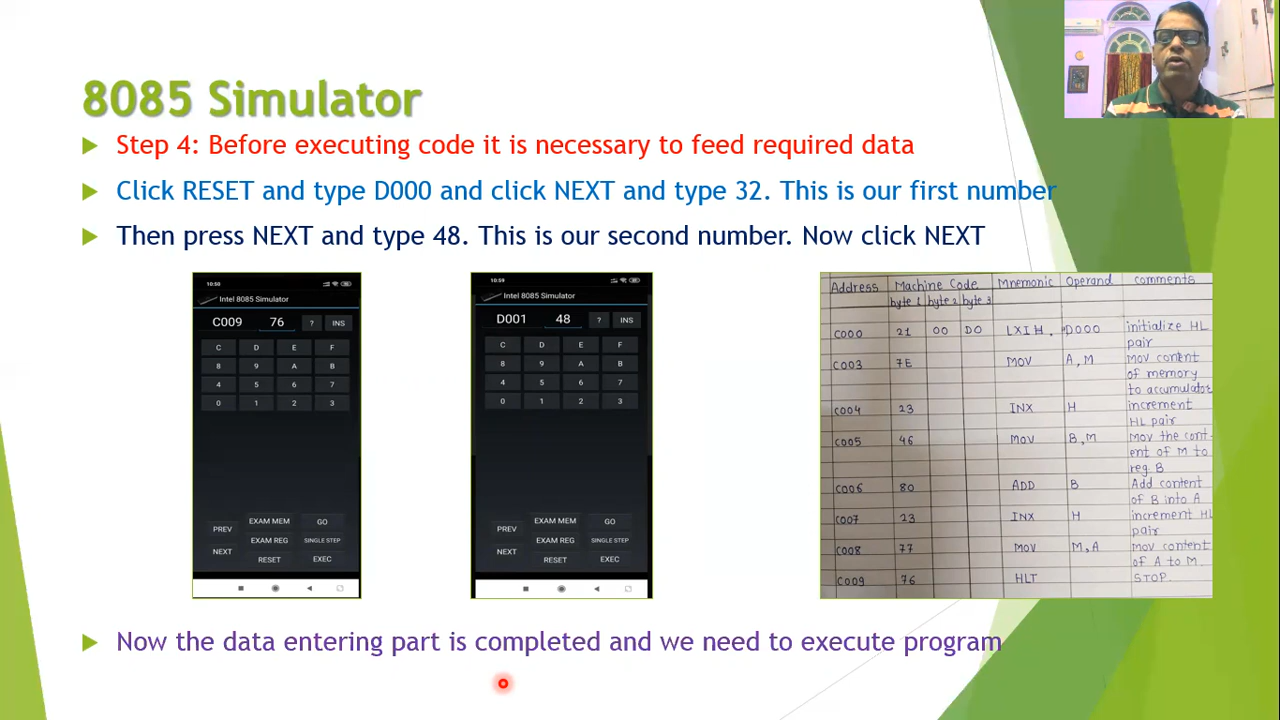 8085 Simulator
Step 4: Before executing code it is necessary to feed required data
Click RESET and type D000 and click NEXT and type 32. This is our first number
Then press NEXT and type 48. This is our second number. Now click NEXT
10:50
Intel 8085 Simulator
C009 76 ? INS
C D E F
8 9 A B
4 5 6 7
0 1 2 3
PREV EXAM MEM GO
NEXT EXAM REG SINGLE STEP
RESET EXEC
10:59
Intel 8085 Simulator
D001 48 ? INS
C D E F
8 9 A B
4 5 6 7
0 1 2 3
PREV EXAM MEM GO
NEXT EXAM REG SINGLE STEP
RESET EXEC
Address Machine Code Mnemonic Operand comments
byte 1 byte 2 byte 3
C000 21 00 D0 LXI H. D000 initialize HL
pair
C003 7E MOV A, M Mov content
of memory
to accumulator
C004 23 INX H increment
HL pair
C005 46 MOV B, M Mov the cont-
ent of M to
reg B
C006 80 ADD B Add content
of B into A
C007 23 INX H increment HL
pair
C008 77 MOV M, A Mov content
of A to M.
C009 76 HLT STOP.
Now the data entering part is completed and we need to execute program